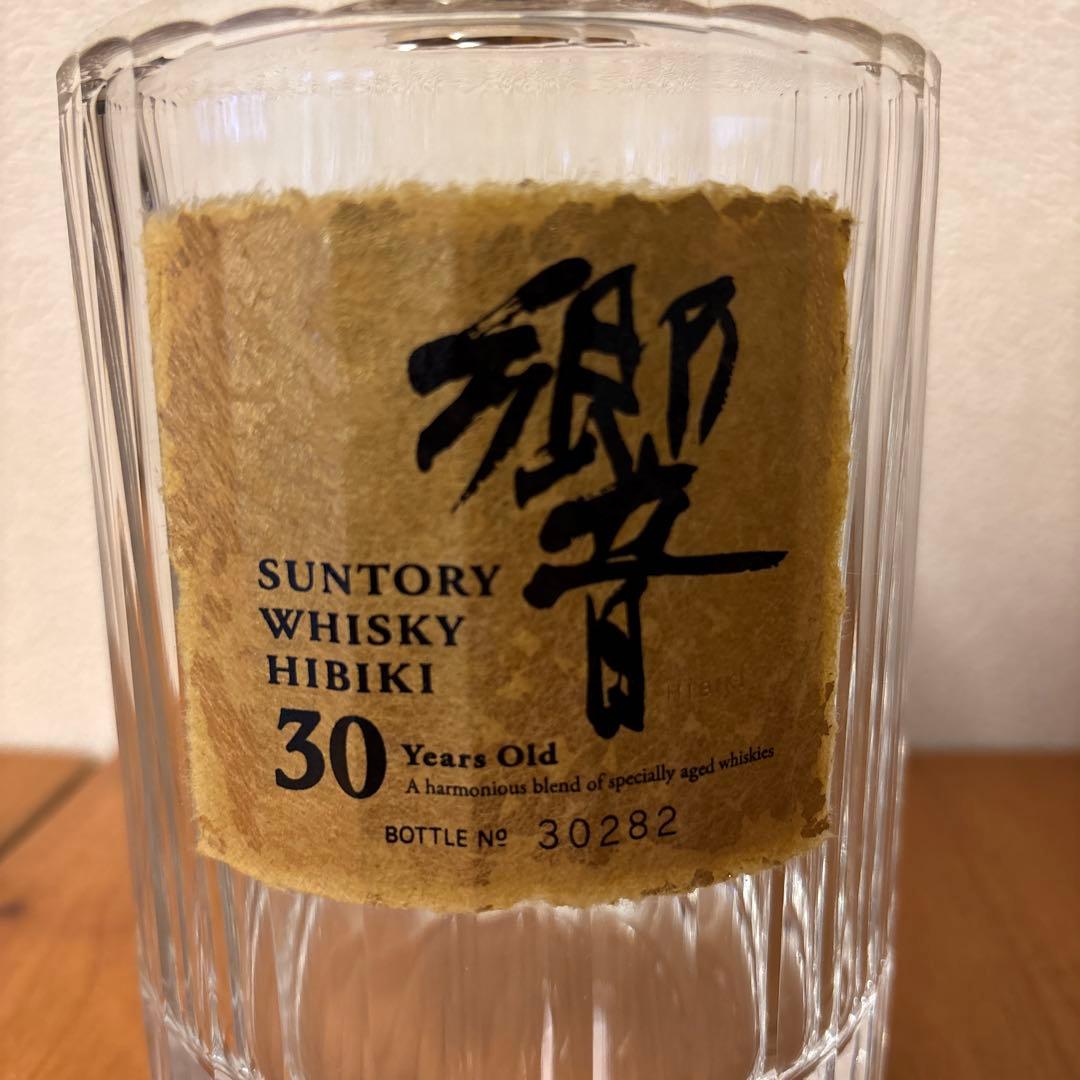 響
SUNTORY
WHISKY
HIBIKI
30 Years Old
A harmonious blend of specially aged whiskies
HIBIKI
BOTTLE Nº 30282